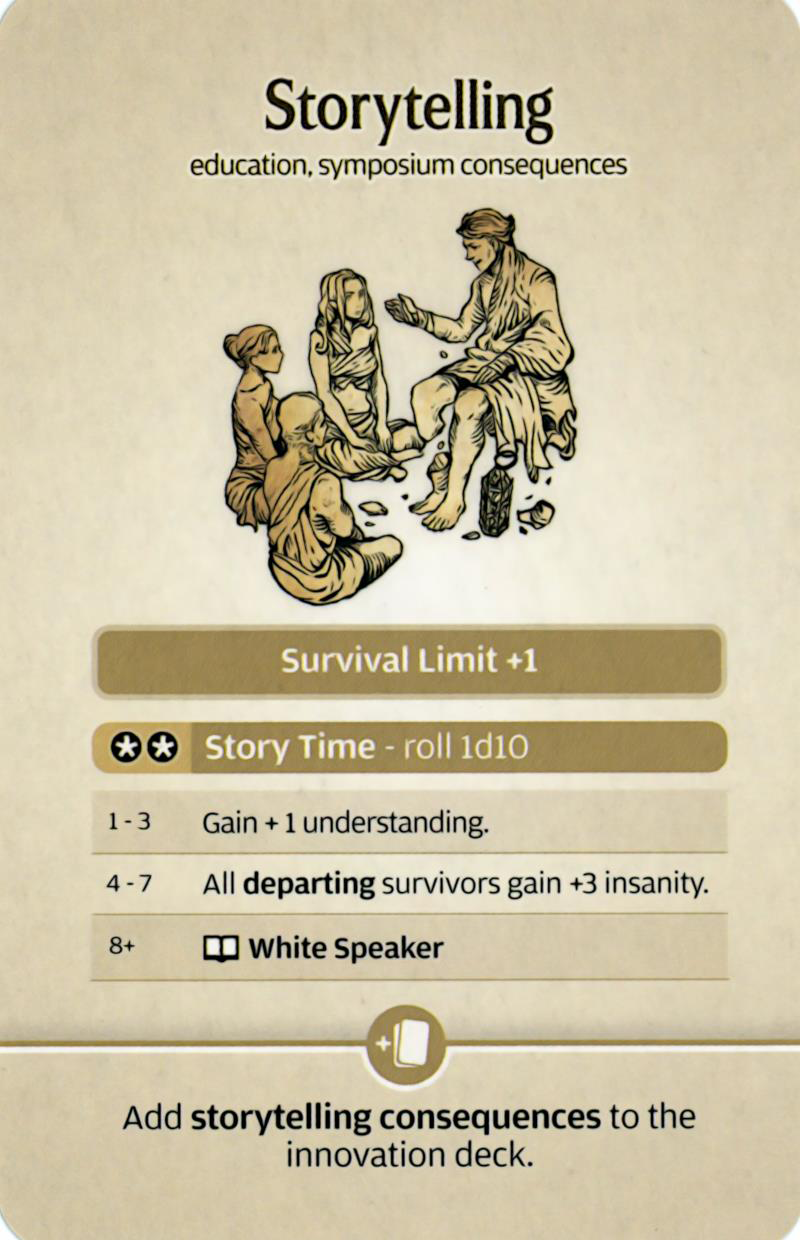 Storytelling
education, symposium consequences
Survival Limit +1
Story Time - roll 1d10
1 - 3 Gain + 1 understanding.
4 - 7 All departing survivors gain +3 insanity.
8+ White Speaker
+
Add storytelling consequences to the
innovation deck.